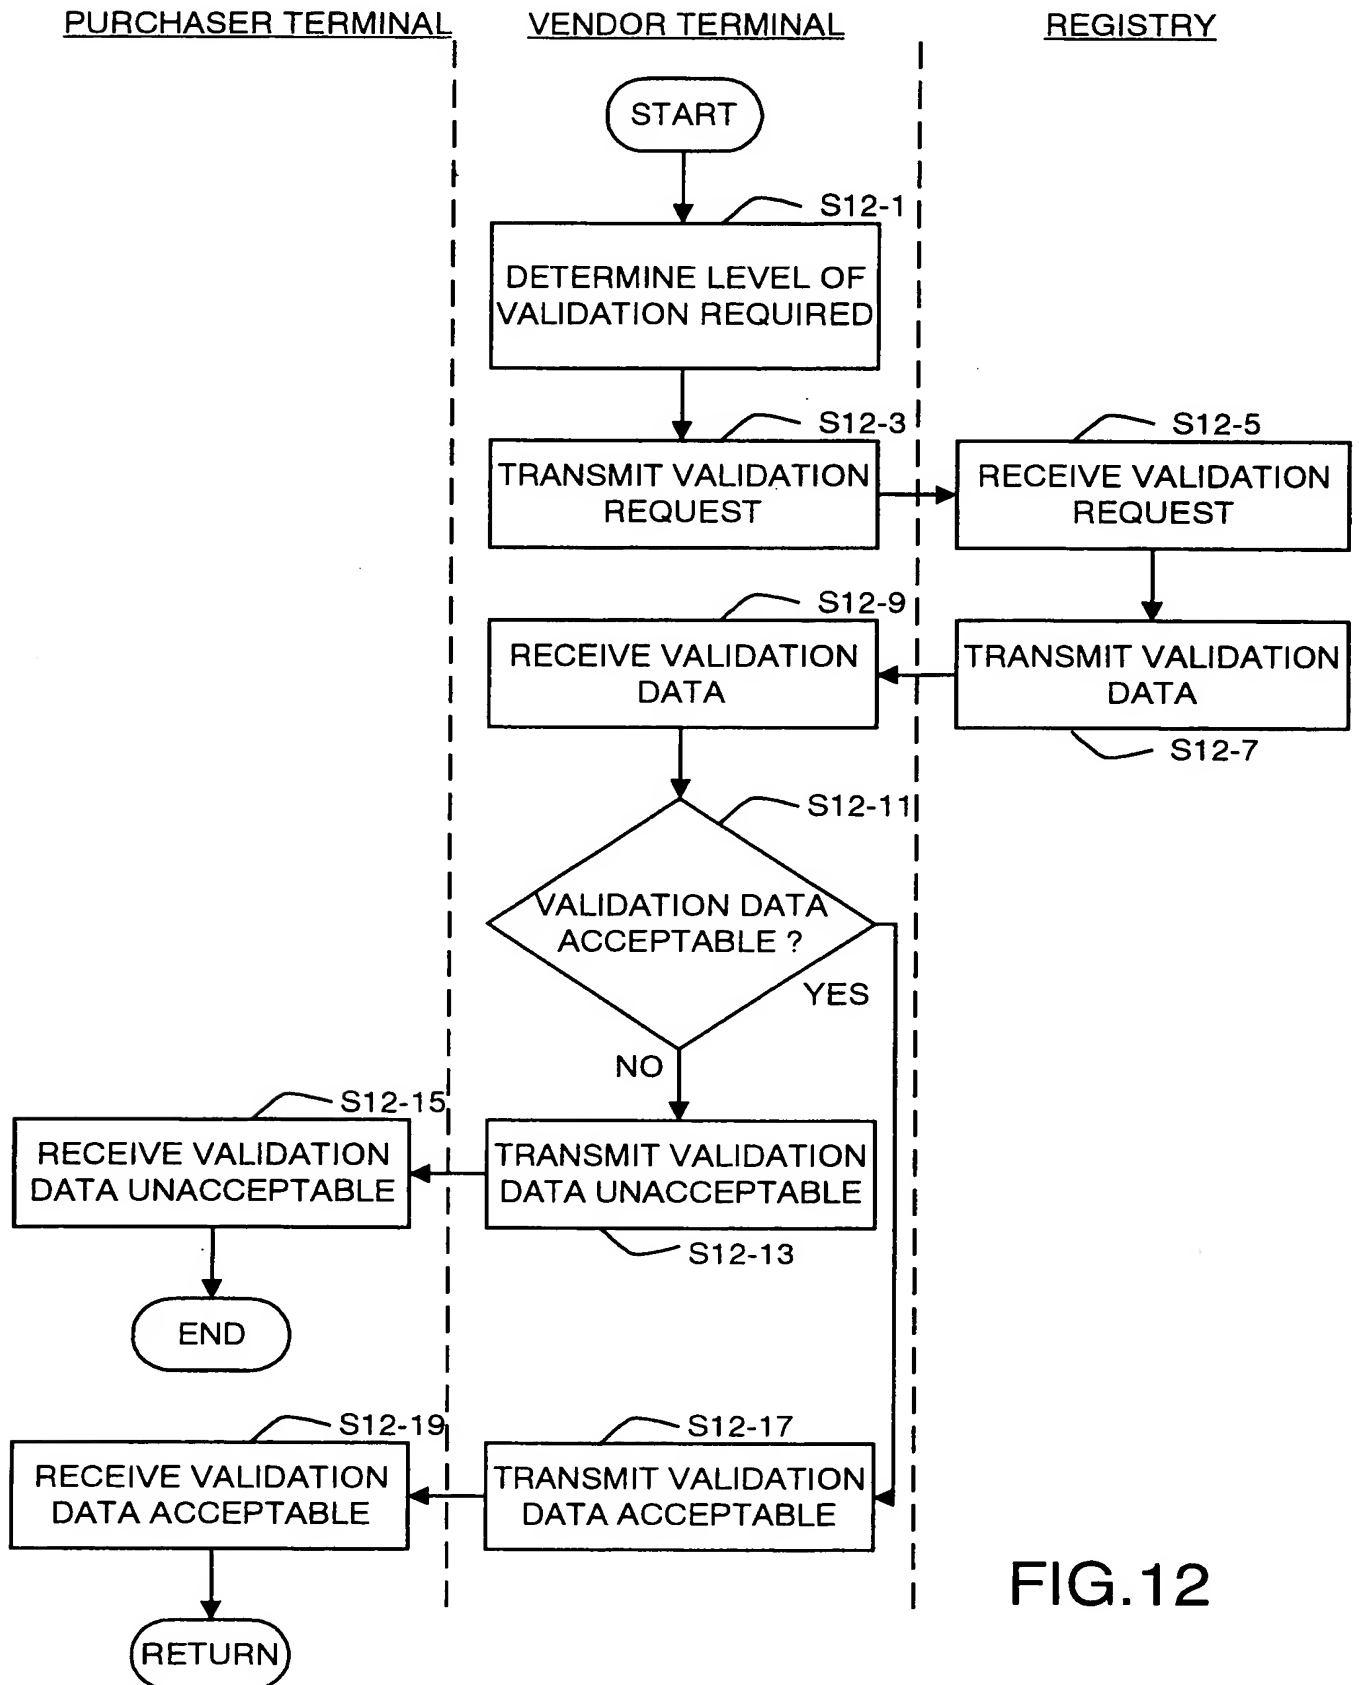 PURCHASER TERMINAL
VENDOR TERMINAL
REGISTRY
START
S12-1
DETERMINE LEVEL OF
VALIDATION REQUIRED
S12-3
TRANSMIT VALIDATION
REQUEST
S12-5
RECEIVE VALIDATION
REQUEST
S12-9
RECEIVE VALIDATION
DATA
TRANSMIT VALIDATION
DATA
S12-7
S12-11
VALIDATION DATA
ACCEPTABLE ?
YES
NO
S12-15
RECEIVE VALIDATION
DATA UNACCEPTABLE
TRANSMIT VALIDATION
DATA UNACCEPTABLE
S12-13
END
S12-19
RECEIVE VALIDATION
DATA ACCEPTABLE
S12-17
TRANSMIT VALIDATION
DATA ACCEPTABLE
RETURN
FIG.12